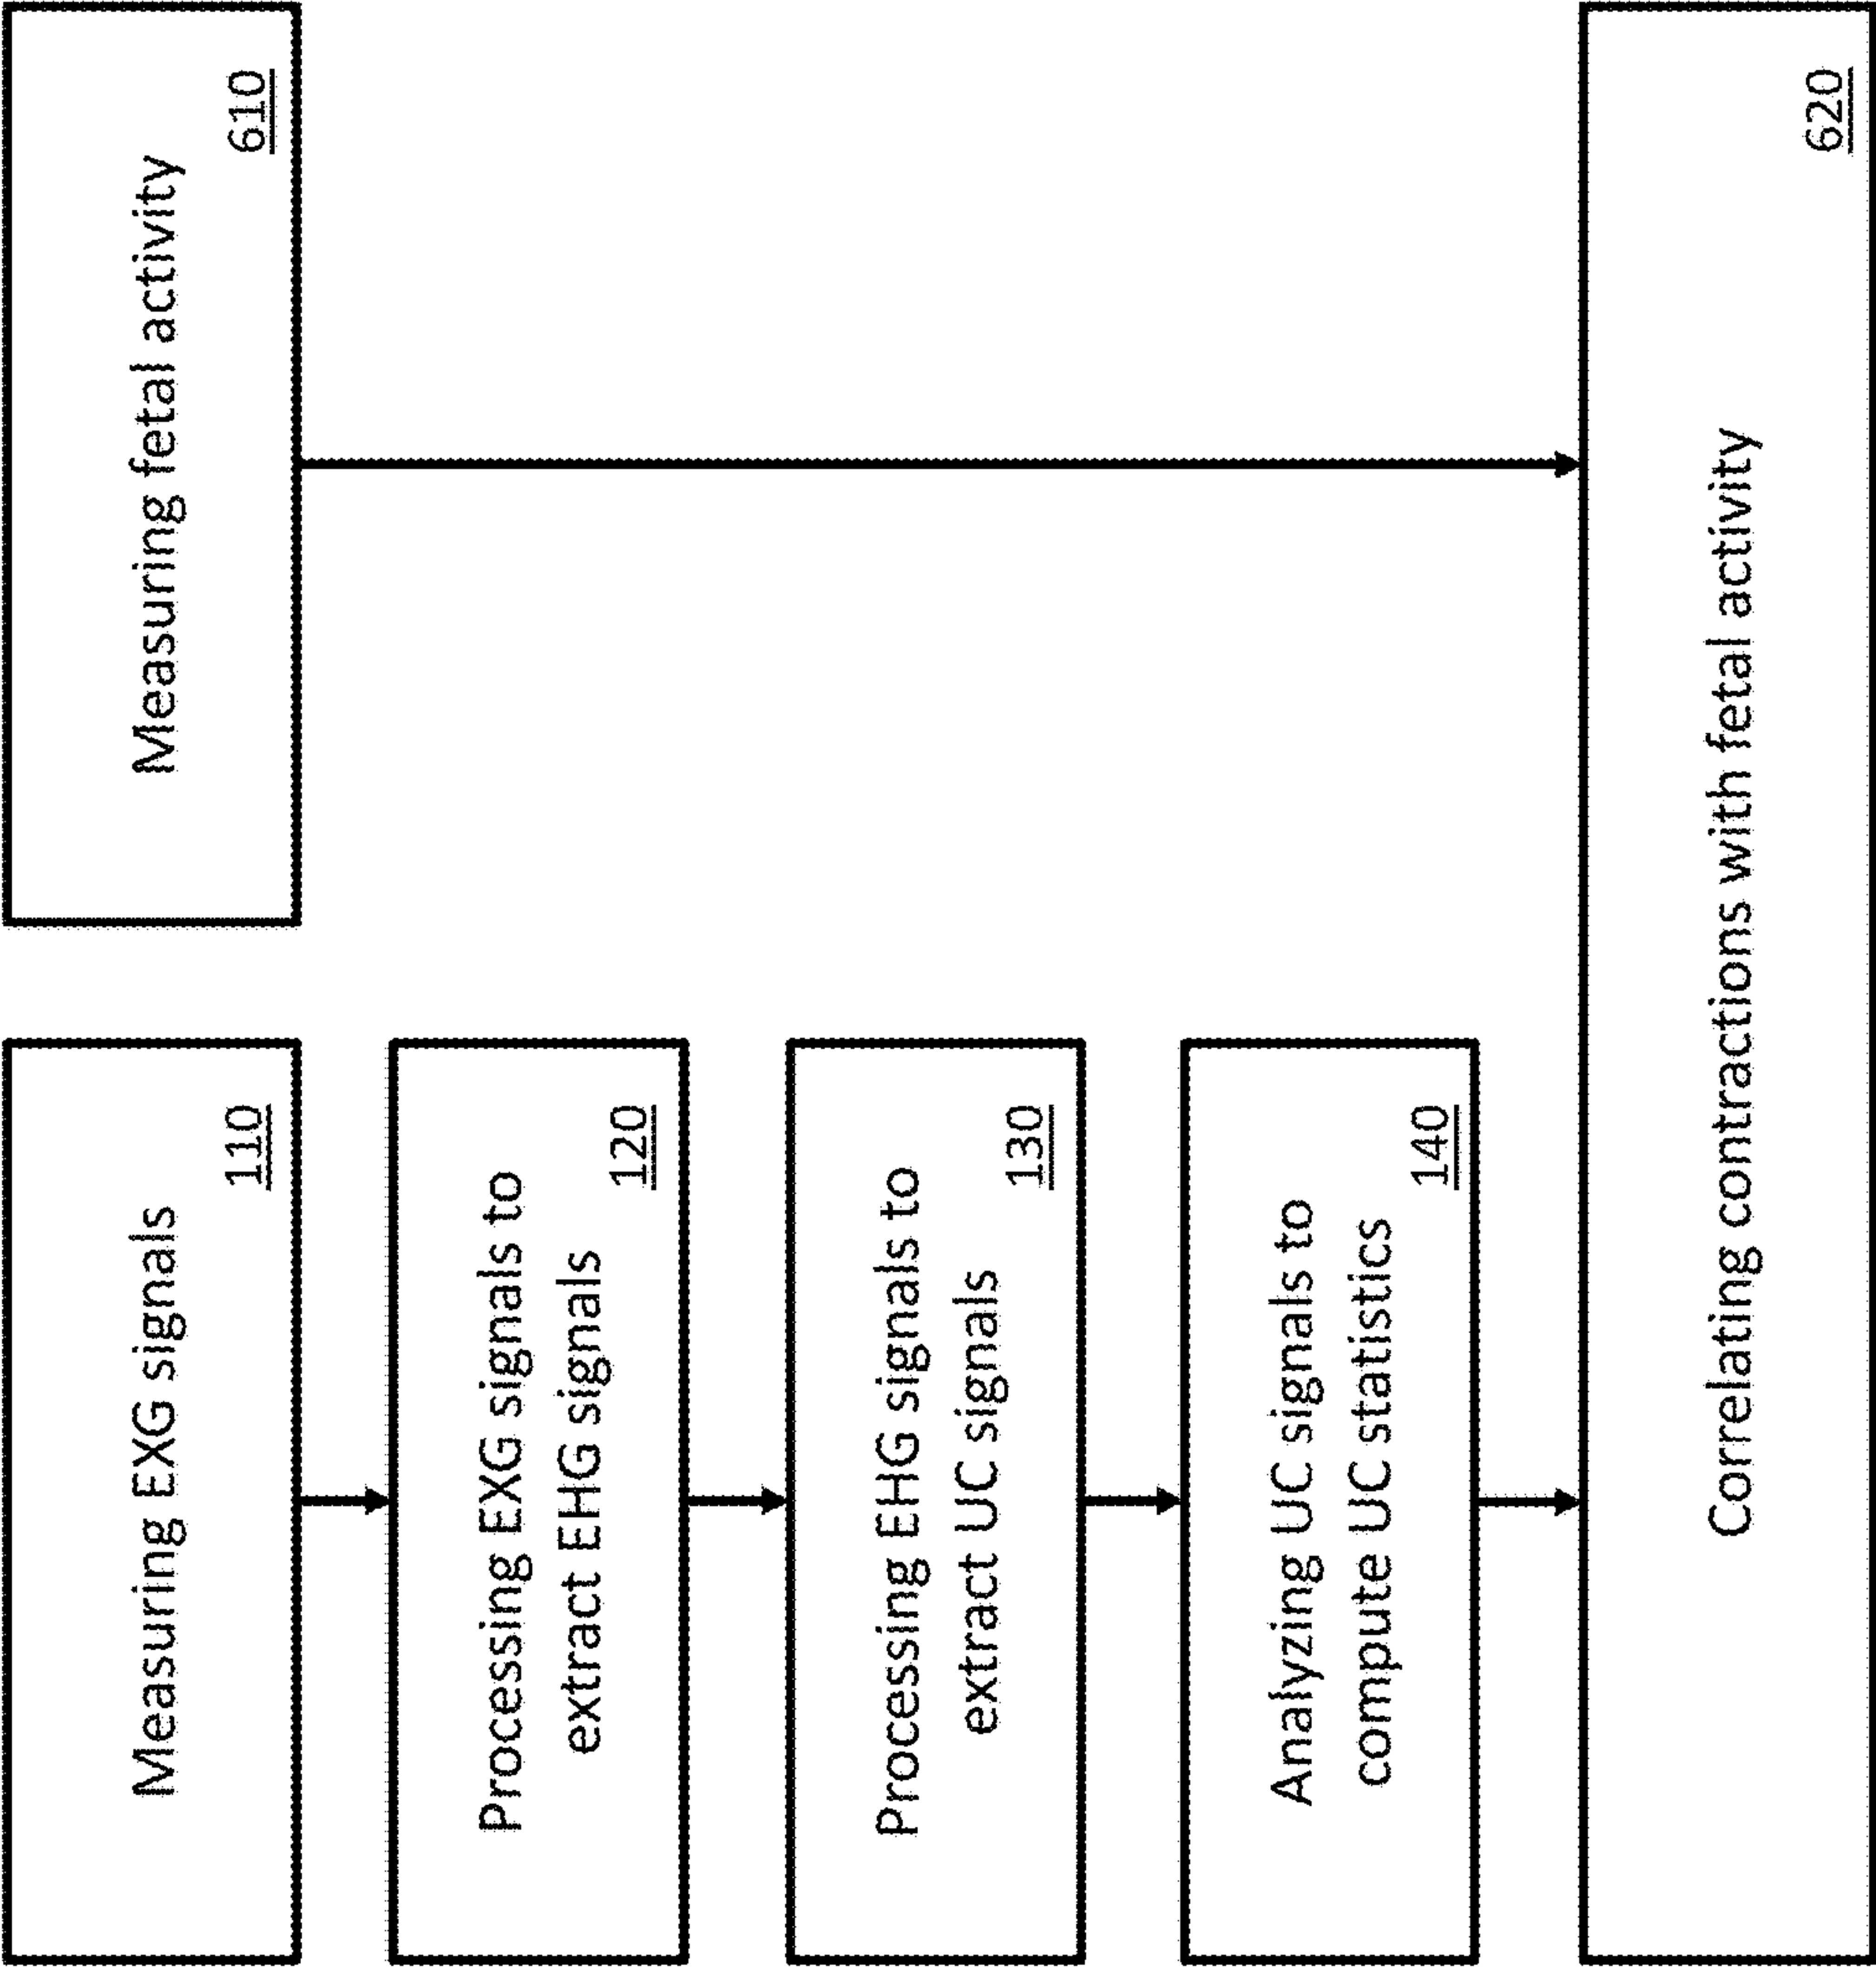 Measuring EXG signals
110
Measuring fetal activity
610
Processing EXG signals to
extract EHG signals
120
Processing EHG signals to
extract UC signals
130
Analyzing UC signals to
compute UC statistics
140
Correlating contractions with fetal activity
620